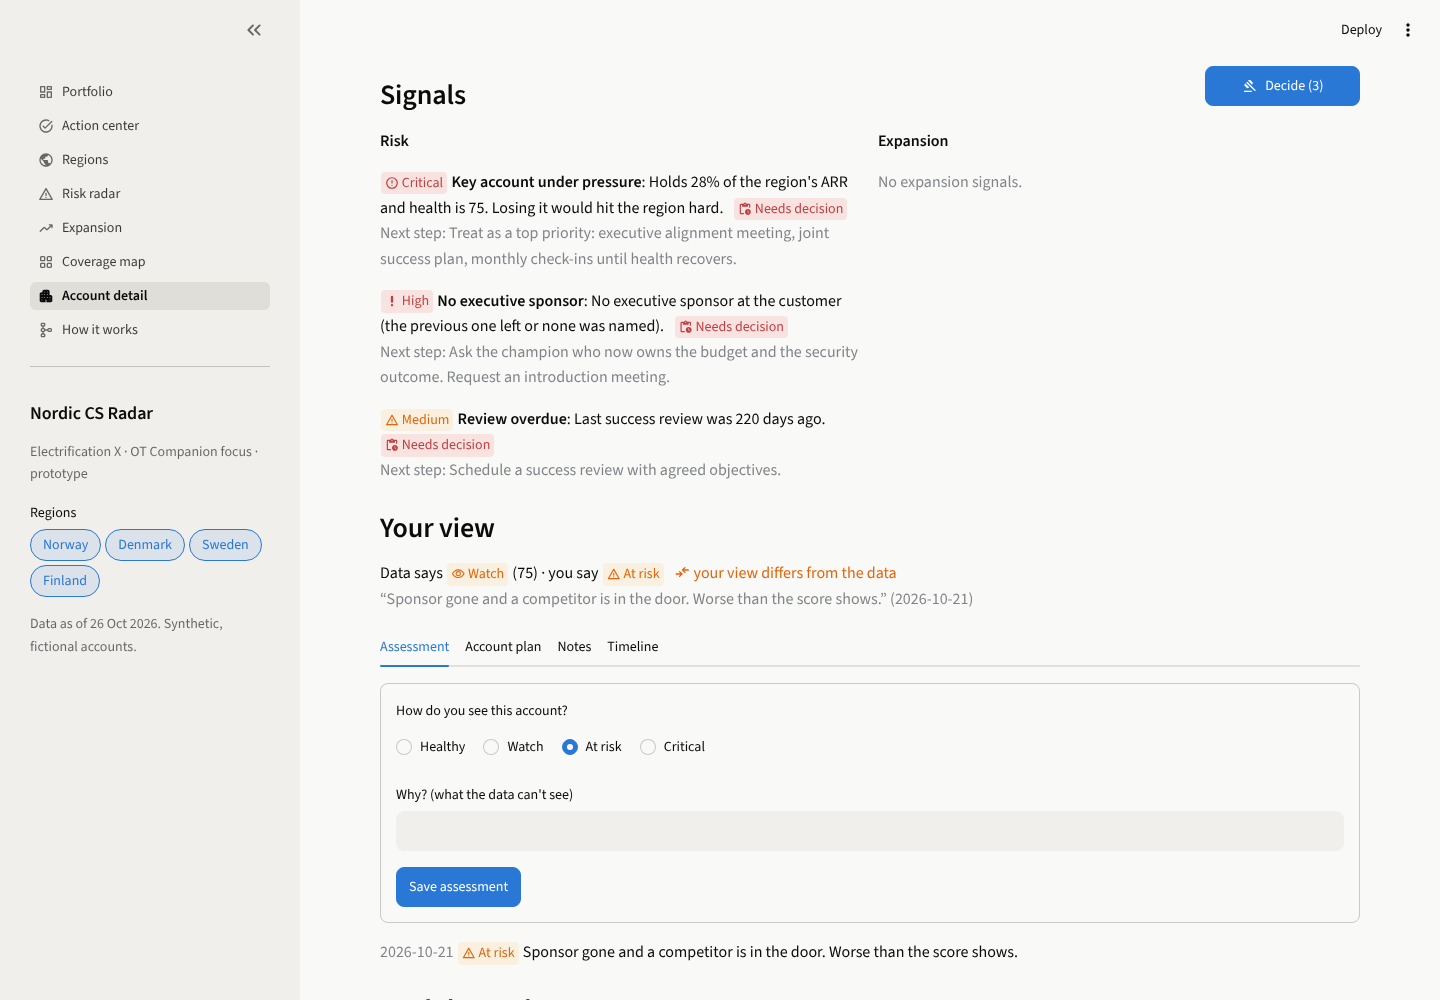 Deploy
Portfolio
Action center
Regions
Risk radar
Expansion
Coverage map
Account detail
How it works
Nordic CS Radar
Electrification X · OT Companion focus ·
prototype
Regions
Norway
Denmark
Sweden
Finland
Data as of 26 Oct 2026. Synthetic,
fictional accounts.
Signals
Decide (3)
Risk
Critical Key account under pressure: Holds 28% of the region's ARR
and health is 75. Losing it would hit the region hard. Needs decision
Next step: Treat as a top priority: executive alignment meeting, joint
success plan, monthly check-ins until health recovers.
High No executive sponsor: No executive sponsor at the customer
(the previous one left or none was named). Needs decision
Next step: Ask the champion who now owns the budget and the security
outcome. Request an introduction meeting.
Medium Review overdue: Last success review was 220 days ago.
Needs decision
Next step: Schedule a success review with agreed objectives.
Expansion
No expansion signals.
Your view
Data says Watch (75) · you say At risk your view differs from the data
“Sponsor gone and a competitor is in the door. Worse than the score shows.” (2026-10-21)
Assessment Account plan Notes Timeline
How do you see this account?
Healthy Watch At risk Critical
Why? (what the data can't see)
Save assessment
2026-10-21 At risk Sponsor gone and a competitor is in the door. Worse than the score shows.